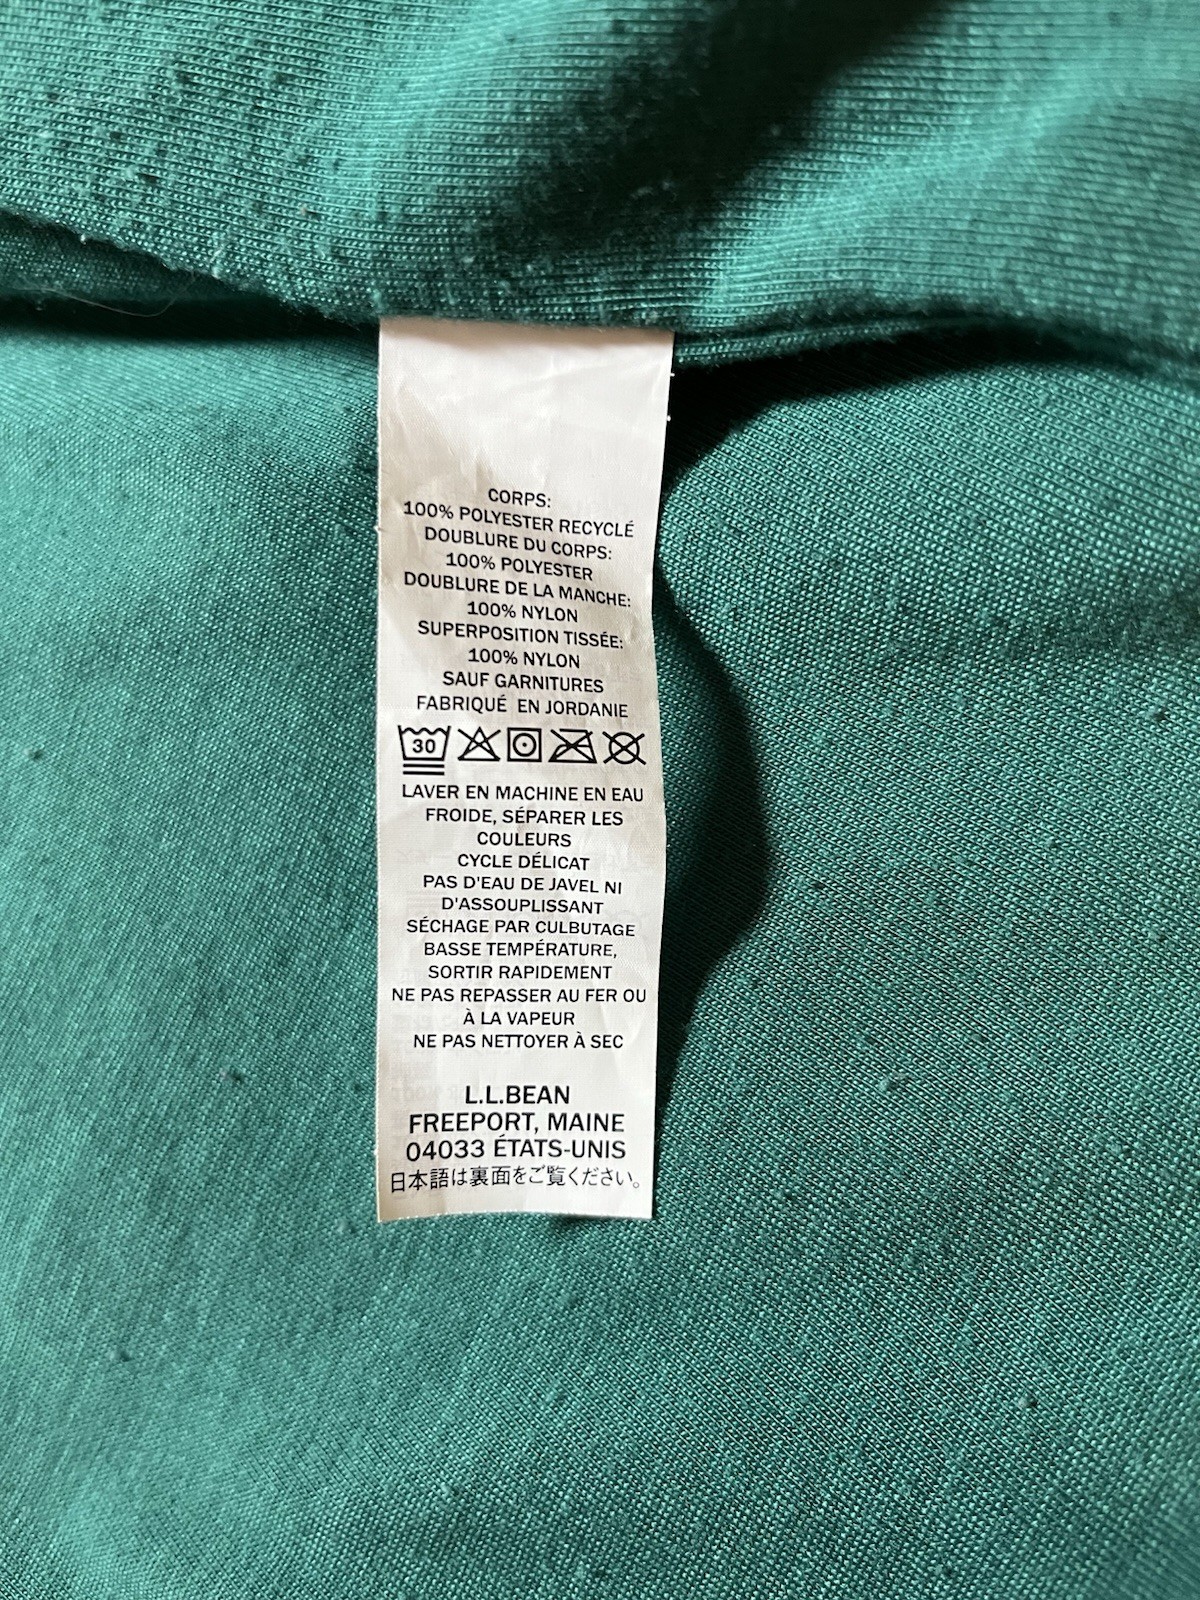 CORPS:
100% POLYESTER RECYCLÉ
DOUBLURE DU CORPS:
100% POLYESTER
DOUBLURE DE LA MANCHE:
100% NYLON
SUPERPOSITION TISSÉE:
100% NYLON
SAUF GARNITURES
FABRIQUÉ EN JORDANIE
30
LAVER EN MACHINE EN EAU
FROIDE, SÉPARER LES
COULEURS
CYCLE DÉLICAT
PAS D'EAU DE JAVEL NI
D'ASSOUPLISSANT
SÉCHAGE PAR CULBUTAGE
BASSE TEMPÉRATURE,
SORTIR RAPIDEMENT
NE PAS REPASSER AU FER OU
À LA VAPEUR
NE PAS NETTOYER À SEC
L.L.BEAN
FREEPORT, MAINE
04033 ÉTATS-UNIS
日本語は裏面をご覧ください。